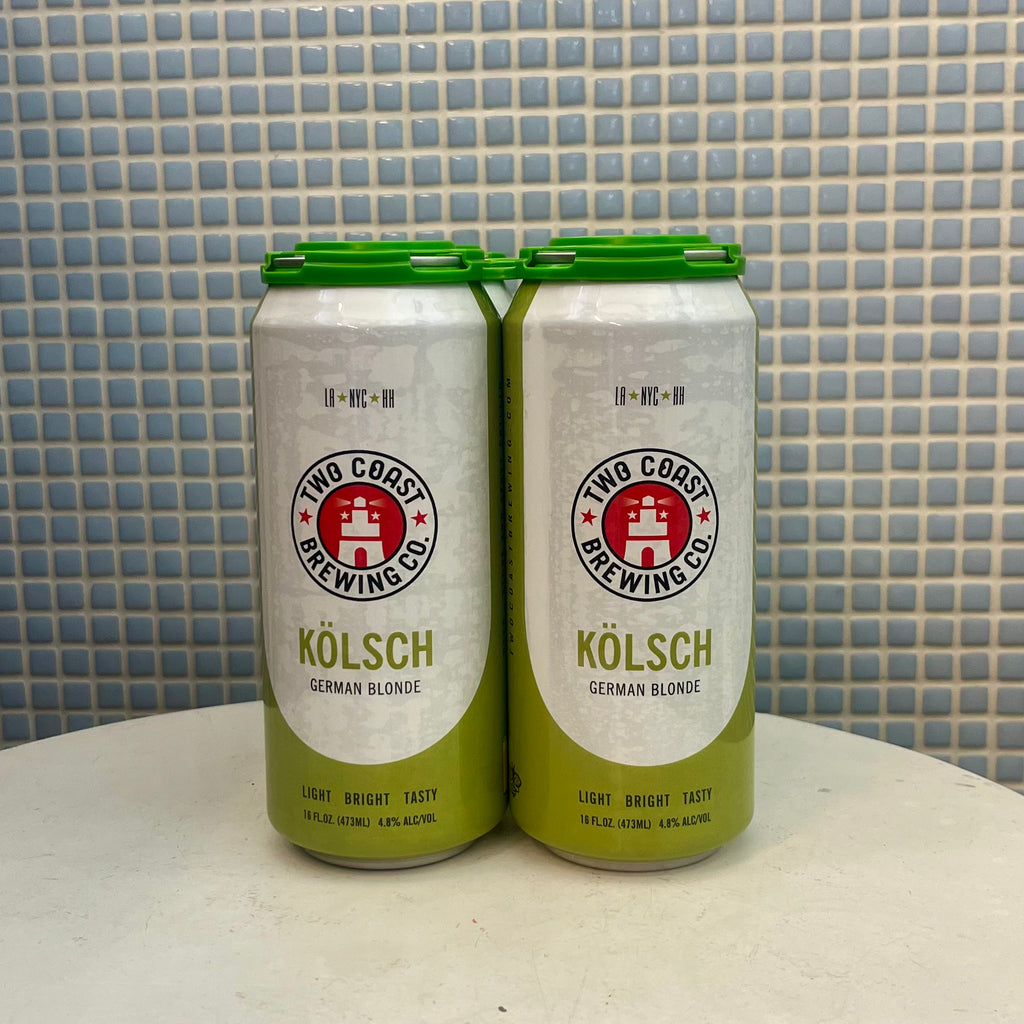 LA★NYC★HH
TWO COAST
BREWING CO.
KÖLSCH
GERMAN BLONDE
LIGHT BRIGHT TASTY
16 FL.OZ. (473ML) 4.8% ALC/VOL
TWOCOASTBREWING.COM
LA★NYC★HH
TWO COAST
BREWING CO.
KÖLSCH
GERMAN BLONDE
LIGHT BRIGHT TASTY
16 FL.OZ. (473ML) 4.8% ALC/VOL